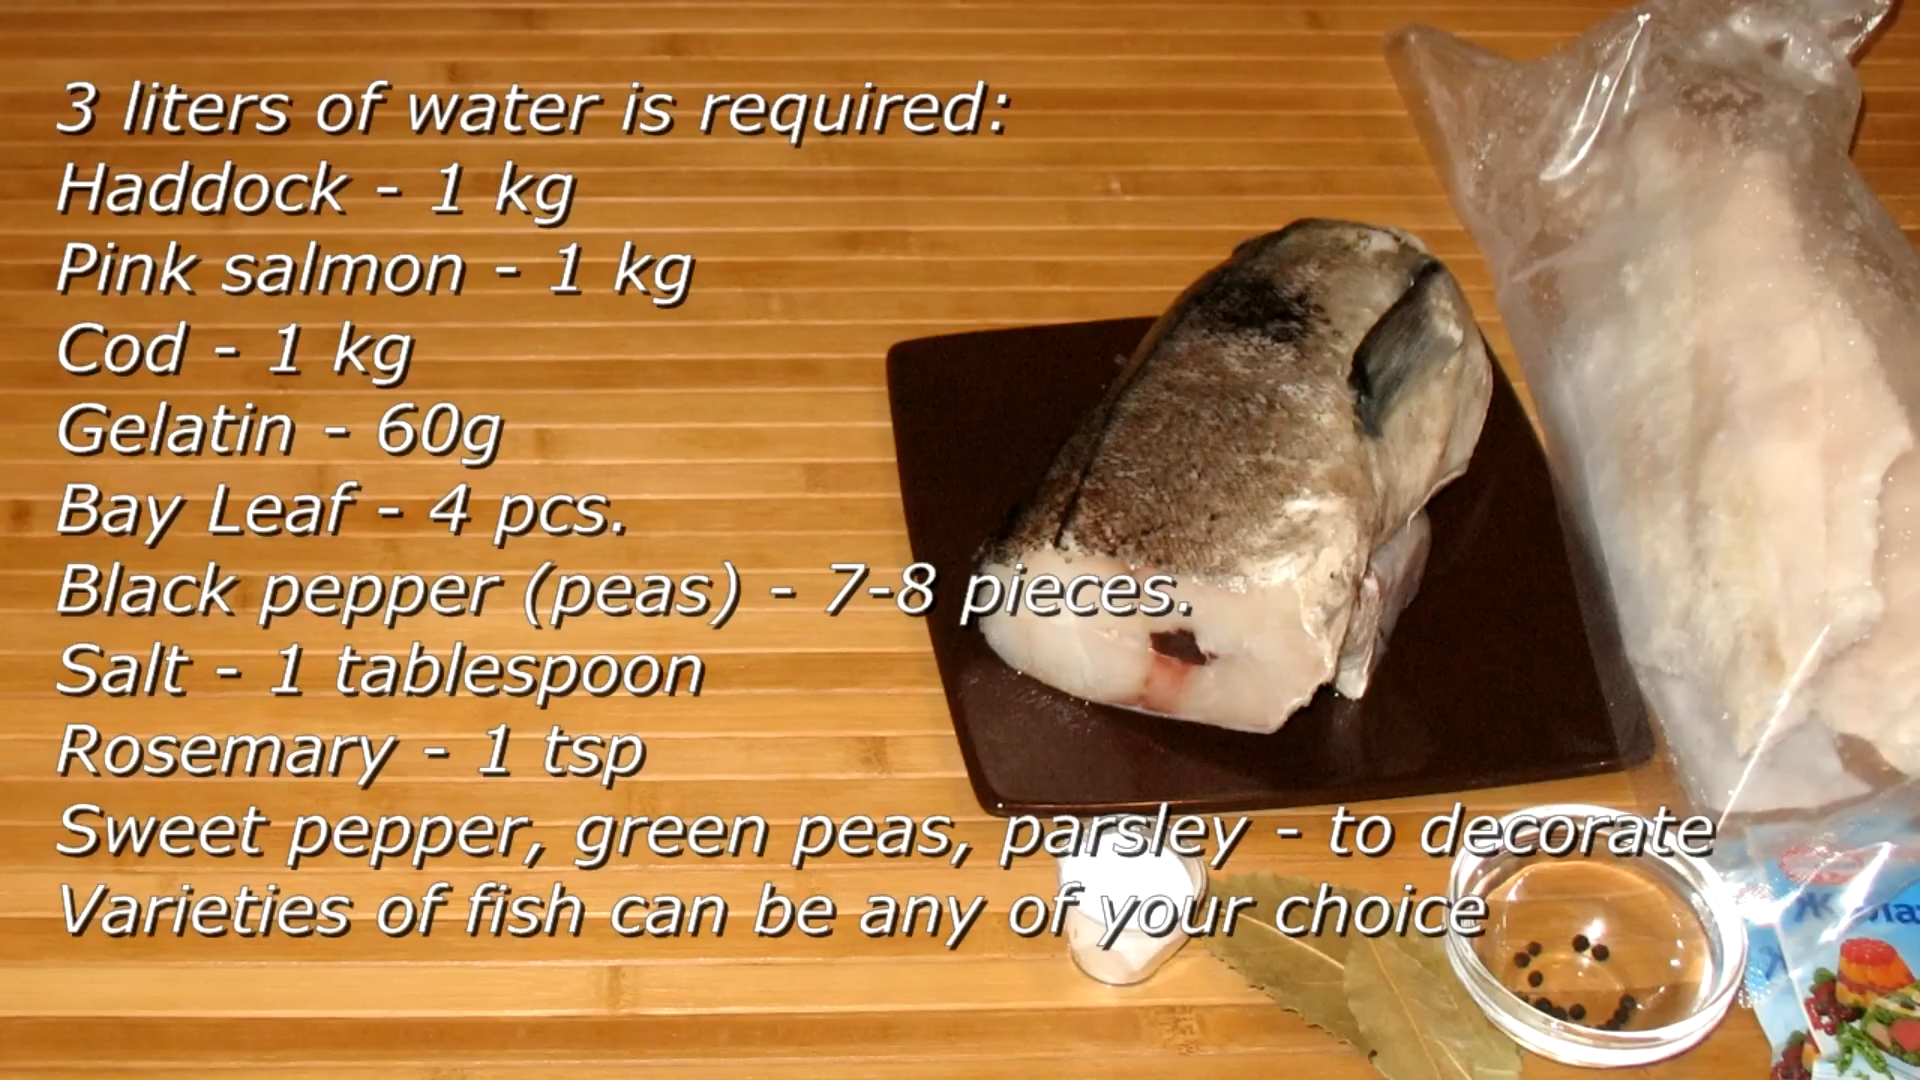 3 liters of water is required:
Haddock - 1 kg
Pink salmon - 1 kg
Cod - 1 kg
Gelatin - 60g
Bay Leaf - 4 pcs.
Black pepper (peas) - 7-8 pieces.
Salt - 1 tablespoon
Rosemary - 1 tsp
Sweet pepper, green peas, parsley - to decorate
Varieties of fish can be any of your choice